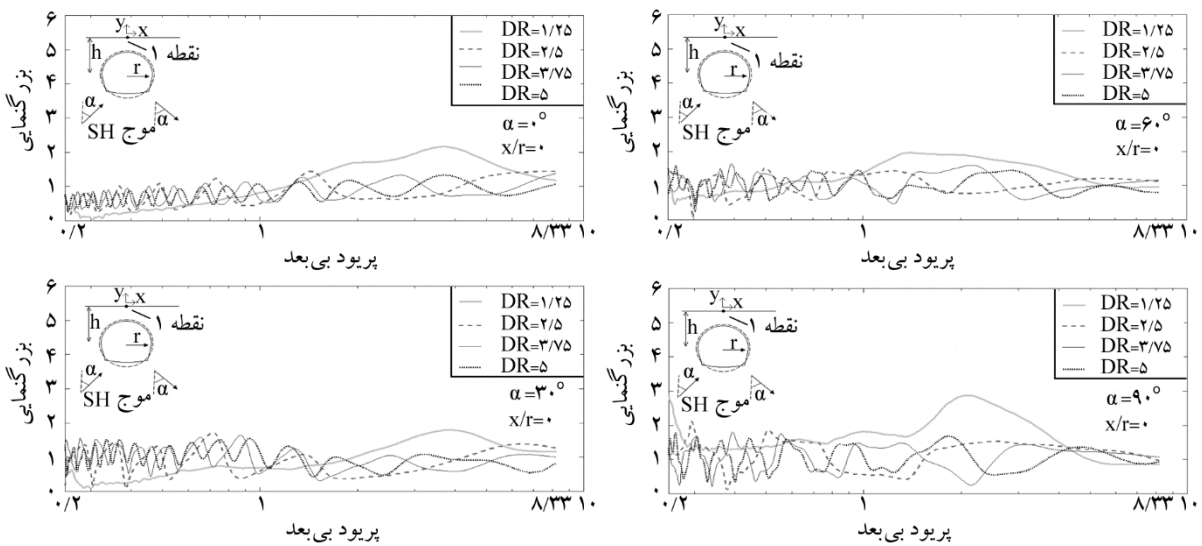 بزرگنمایی
۶
۵
۴
۳
۲
۱
۰
۰/۲
۱
۸/۳۳ ۱۰
پریود بی‌بعد
y
x
h
نقطه ۱
r
α
α
موج SH
DR=۱/۲۵
DR=۲/۵
DR=۳/۷۵
DR=۵
α=۰°
x/r=۰
بزرگنمایی
۶
۵
۴
۳
۲
۱
۰
۰/۲
۱
۸/۳۳ ۱۰
پریود بی‌بعد
y
x
h
نقطه ۱
r
α
α
موج SH
DR=۱/۲۵
DR=۲/۵
DR=۳/۷۵
DR=۵
α=۶۰°
x/r=۰
بزرگنمایی
۶
۵
۴
۳
۲
۱
۰
۰/۲
۱
۸/۳۳ ۱۰
پریود بی‌بعد
y
x
h
نقطه ۱
r
α
α
موج SH
DR=۱/۲۵
DR=۲/۵
DR=۳/۷۵
DR=۵
α=۳۰°
x/r=۰
بزرگنمایی
۶
۵
۴
۳
۲
۱
۰
۰/۲
۱
۸/۳۳ ۱۰
پریود بی‌بعد
y
x
h
نقطه ۱
r
α
α
موج SH
DR=۱/۲۵
DR=۲/۵
DR=۳/۷۵
DR=۵
α=۹۰°
x/r=۰